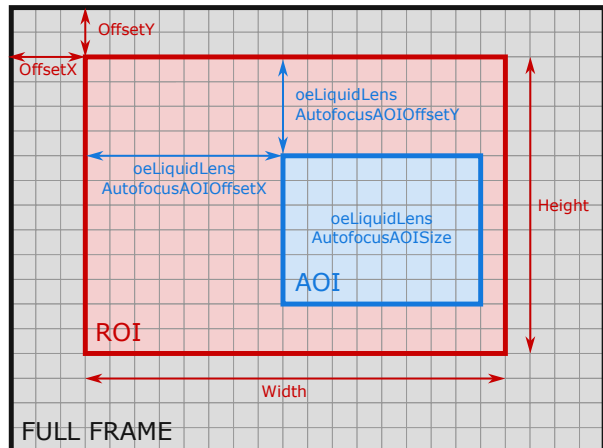 OffsetY
OffsetX
oeLiquidLens
AutofocusAOIOffsetY
oeLiquidLens
AutofocusAOIOffsetX
oeLiquidLens
AutofocusAOISize
Height
AOI
ROI
Width
FULL FRAME